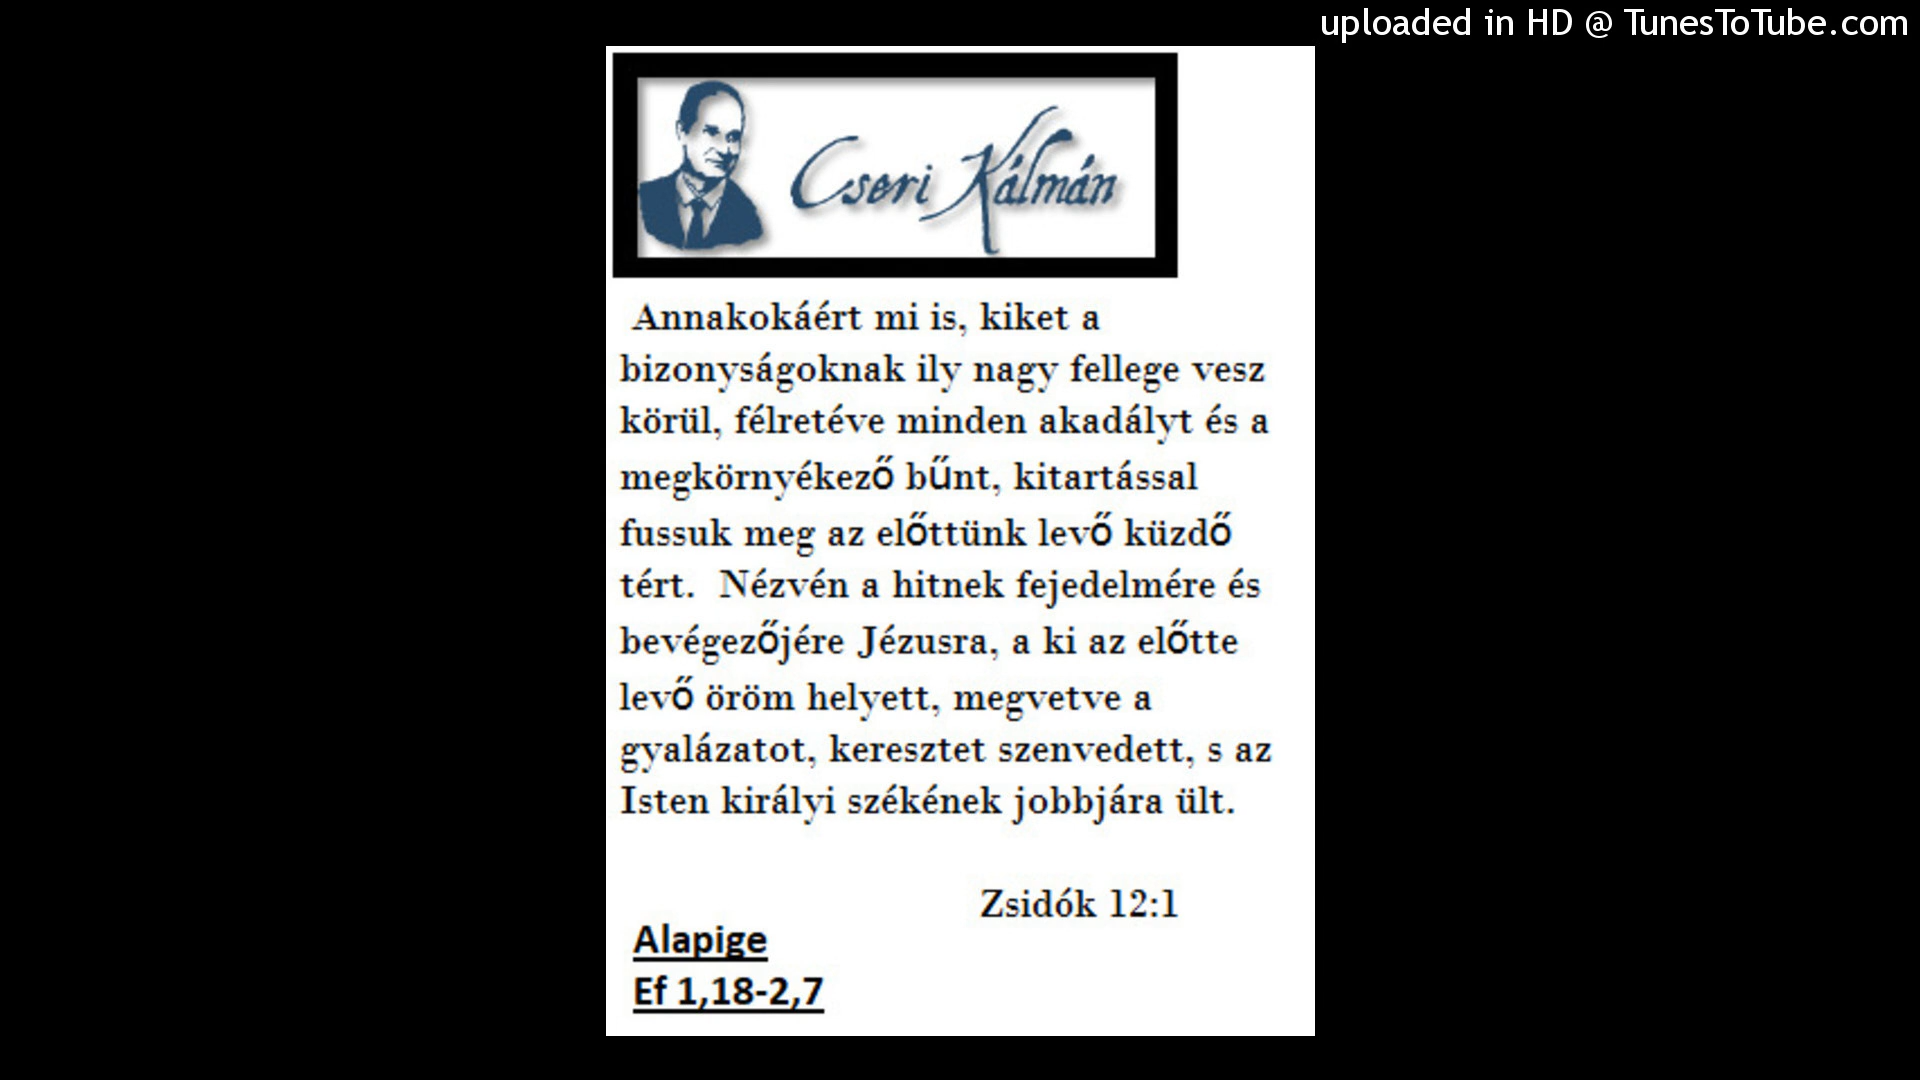 uploaded in HD @ TunesToTube.com
Cseri Kálmán
Annakokáért mi is, kiket a
bizonyságoknak ily nagy fellege vesz
körül, félretéve minden akadályt és a
megkörnyékező bűnt, kitartással
fussuk meg az előttünk levő küzdő
tért.  Nézvén a hitnek fejedelmére és
bevégezőjére Jézusra, a ki az előtte
levő öröm helyett, megvetve a
gyalázatot, keresztet szenvedett, s az
Isten királyi székének jobbjára ült.
Zsidók 12:1
Alapige
Ef 1,18-2,7